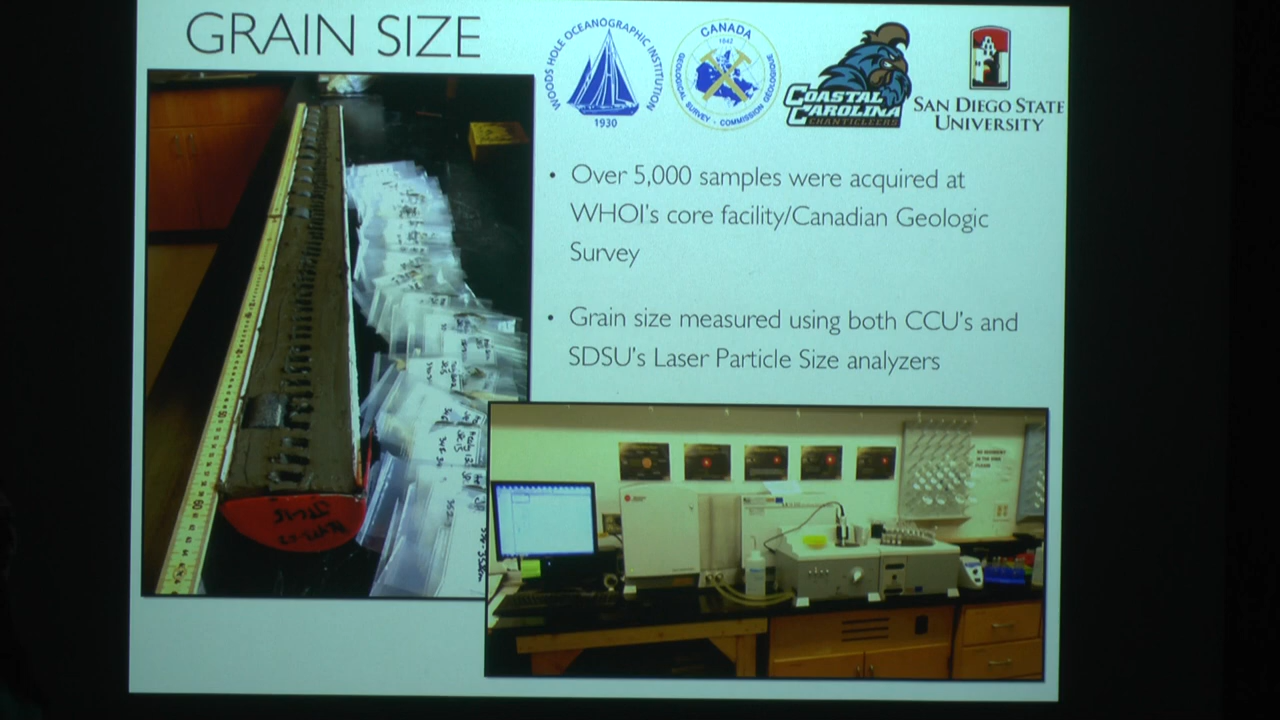 GRAIN SIZE
WOODS HOLE OCEANOGRAPHIC INSTITUTION
1930
CANADA
1842
GEOLOGICAL SURVEY - COMMISSION GÉOLOGIQUE
COASTAL
CAROLINA
CHANTICLEERS
SAN DIEGO STATE
UNIVERSITY
• Over 5,000 samples were acquired at
WHOI's core facility/Canadian Geologic
Survey
• Grain size measured using both CCU's and
SDSU's Laser Particle Size analyzers